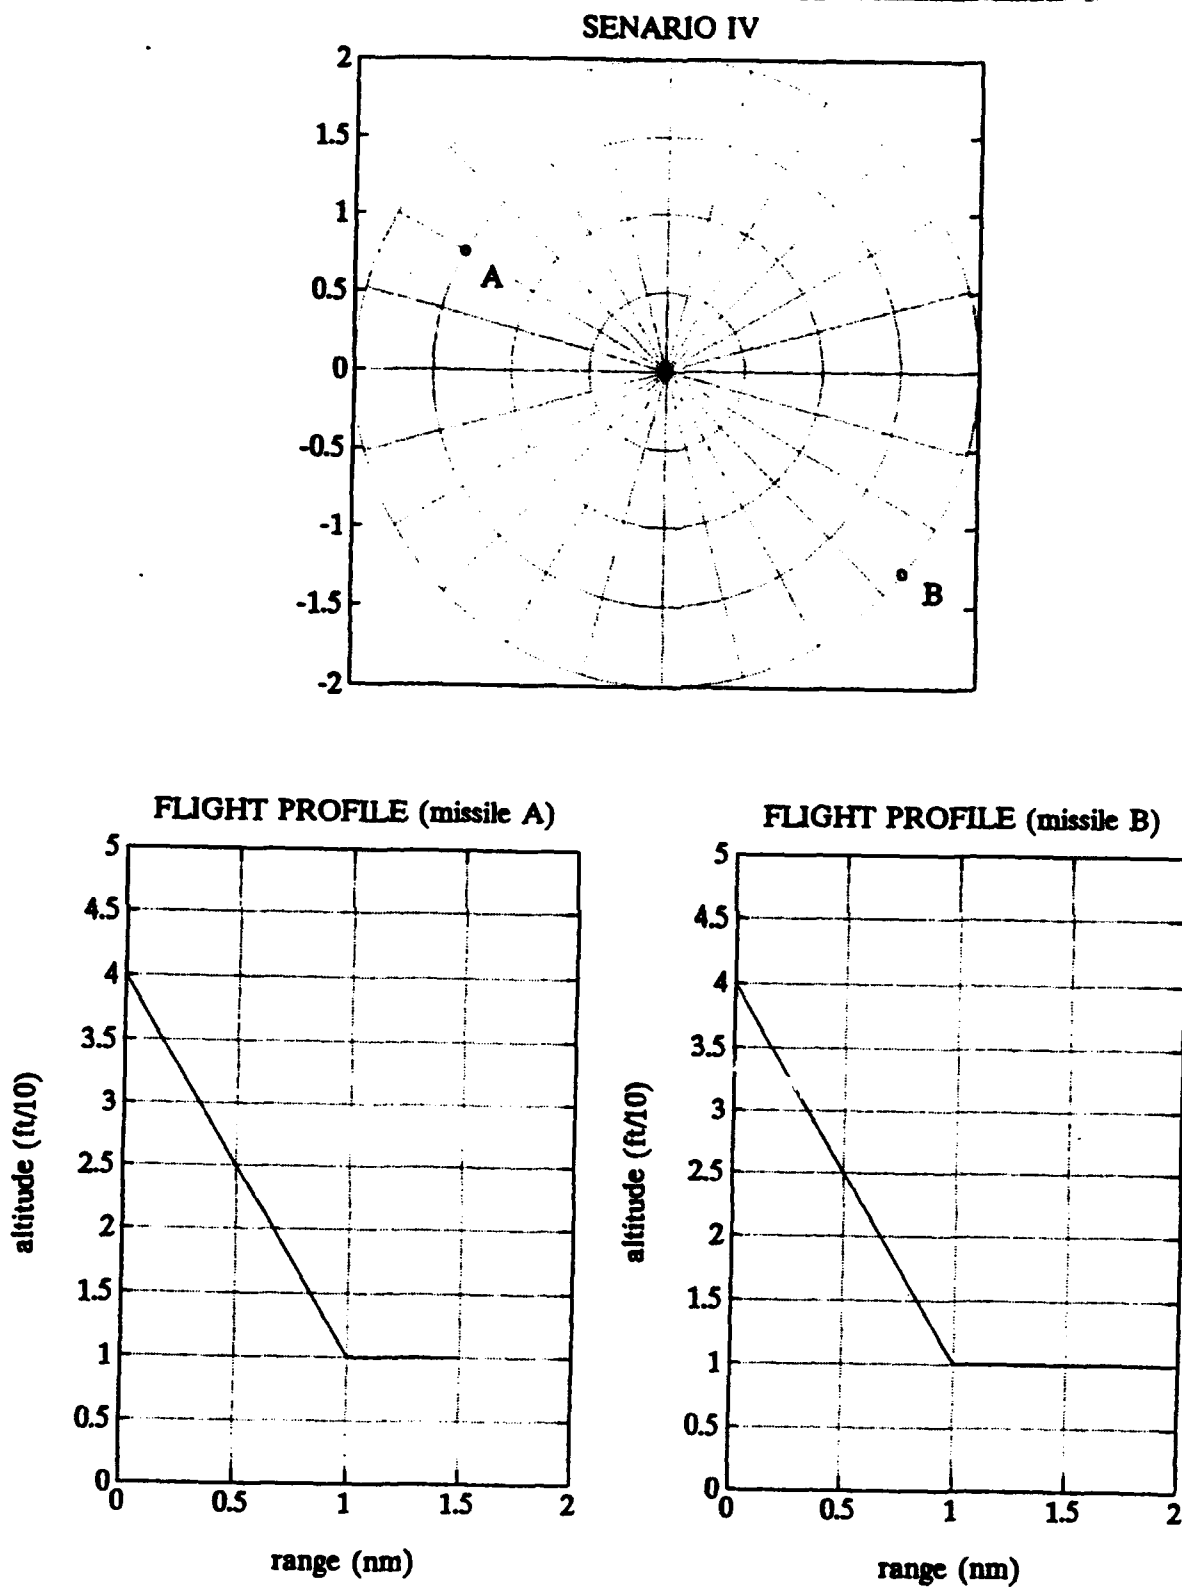 SENARIO IV
2
1.5
1
0.5
0
-0.5
-1
-1.5
-2
A
B
FLIGHT PROFILE (missile A)
5
4.5
4
3.5
3
2.5
2
1.5
1
0.5
0
0 0.5 1 1.5 2
altitude (ft/10)
range (nm)
FLIGHT PROFILE (missile B)
5
4.5
4
3.5
3
2.5
2
1.5
1
0.5
0
0 0.5 1 1.5 2
altitude (ft/10)
range (nm)